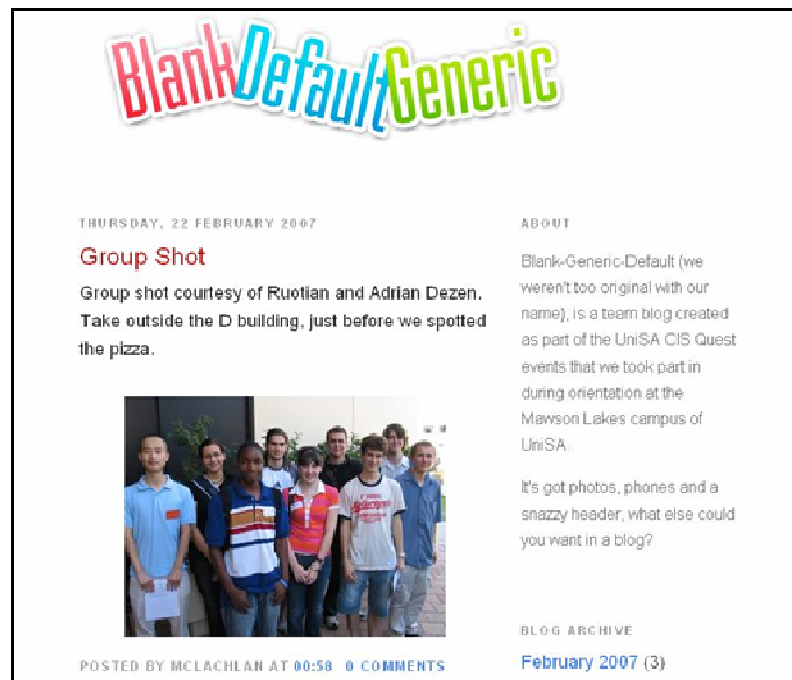 BlankDefaultGeneric
THURSDAY, 22 FEBRUARY 2007
Group Shot
Group shot courtesy of Ruotian and Adrian Dezen.
Take outside the D building, just before we spotted
the pizza.
POSTED BY MCLACHLAN AT 00:58 0 COMMENTS
ABOUT
Blank-Generic-Default (we
weren't too original with our
name), is a team blog created
as part of the UniSA CIS Quest
events that we took part in
during orientation at the
Mawson Lakes campus of
UniSA.
It's got photos, phones and a
snazzy header, what else could
you want in a blog?
BLOG ARCHIVE
February 2007 (3)